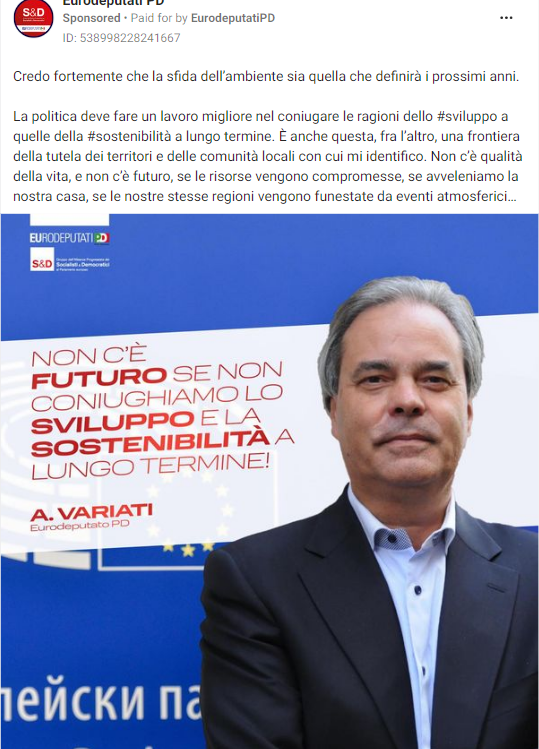 Eurodeputati PD
Sponsored • Paid for by EurodeputatiPD
ID: 538998228241667
Credo fortemente che la sfida dell'ambiente sia quella che definirà i prossimi anni.
La politica deve fare un lavoro migliore nel coniugare le ragioni dello #sviluppo a
quelle della #sostenibilità a lungo termine. È anche questa, fra l'altro, una frontiera
della tutela dei territori e delle comunità locali con cui mi identifico. Non c'è qualità
della vita, e non c'è futuro, se le risorse vengono compromesse, se avveleniamo la
nostra casa, se le nostre stesse regioni vengono funestate da eventi atmosferici...
EURODEPUTATI PD
S&D
Socialisti & Democratici
NON C'È
FUTURO SE NON
CONIUGHIAMO LO
SVILUPPO E LA
SOSTENIBILITÀ A
LUNGO TERMINE!
A. VARIATI
Eurodeputato PD
пейски па